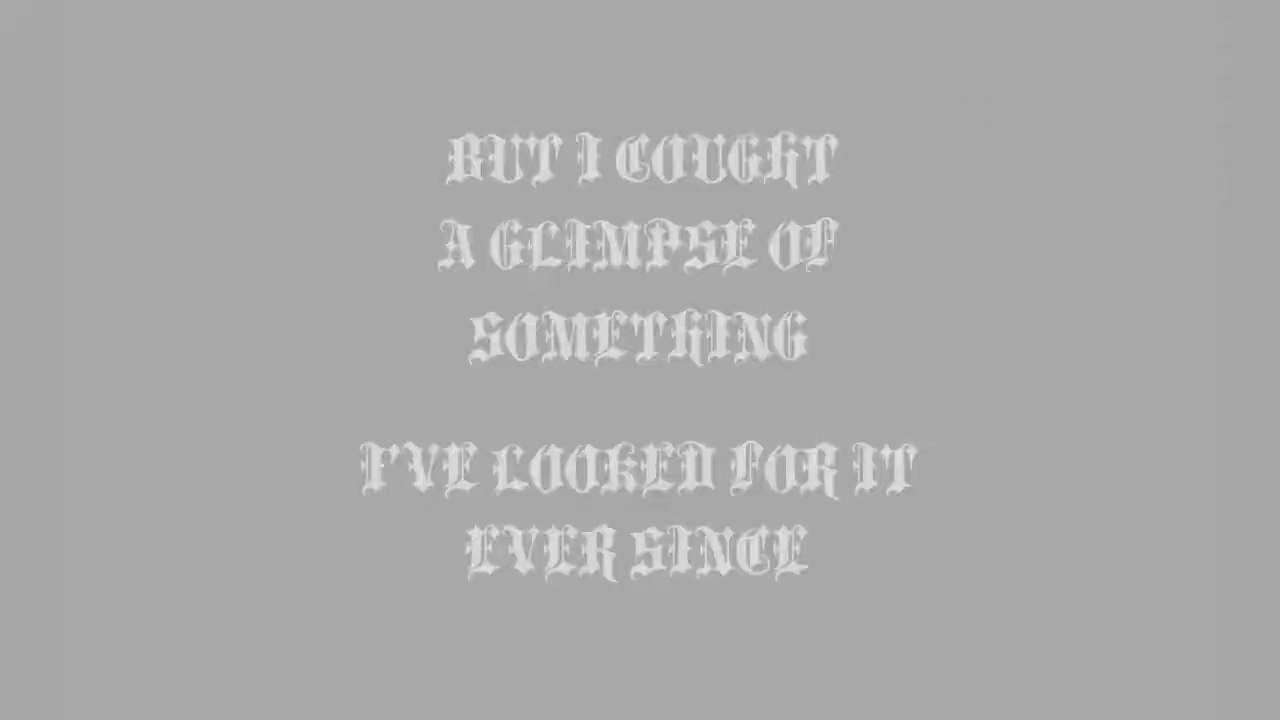 BUT I COUGHT
A GLIMPSE OF
SOMETHING
I'VE LOOKED FOR IT
EVER SINCE